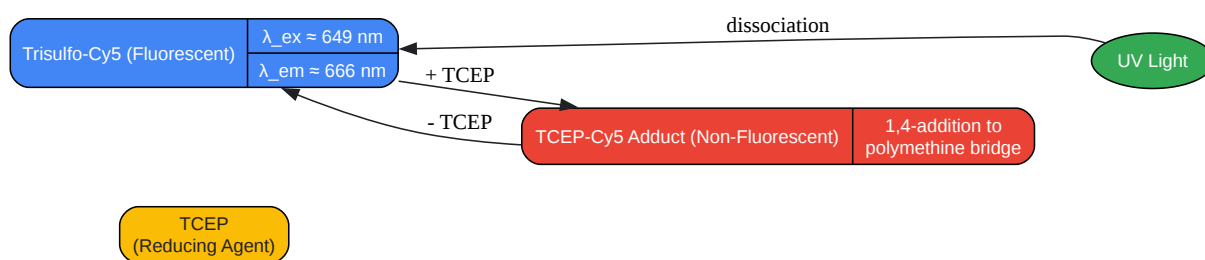 dissociation
Trisulfo-Cy5 (Fluorescent)
λ_ex ≈ 649 nm
λ_em ≈ 666 nm
UV Light
+ TCEP
- TCEP
TCEP-Cy5 Adduct (Non-Fluorescent)
1,4-addition to
polymethine bridge
TCEP
(Reducing Agent)